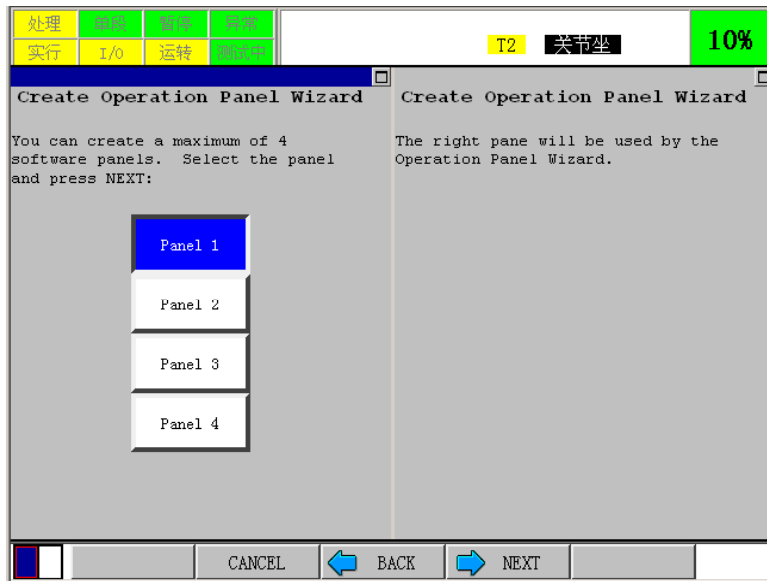 处理 单段 暂停 异常
实行 I/O 运转 测试中
T2 关节坐 10%
Create Operation Panel Wizard
You can create a maximum of 4
software panels. Select the panel
and press NEXT:
Panel 1
Panel 2
Panel 3
Panel 4
Create Operation Panel Wizard
The right pane will be used by the
Operation Panel Wizard.
CANCEL BACK NEXT